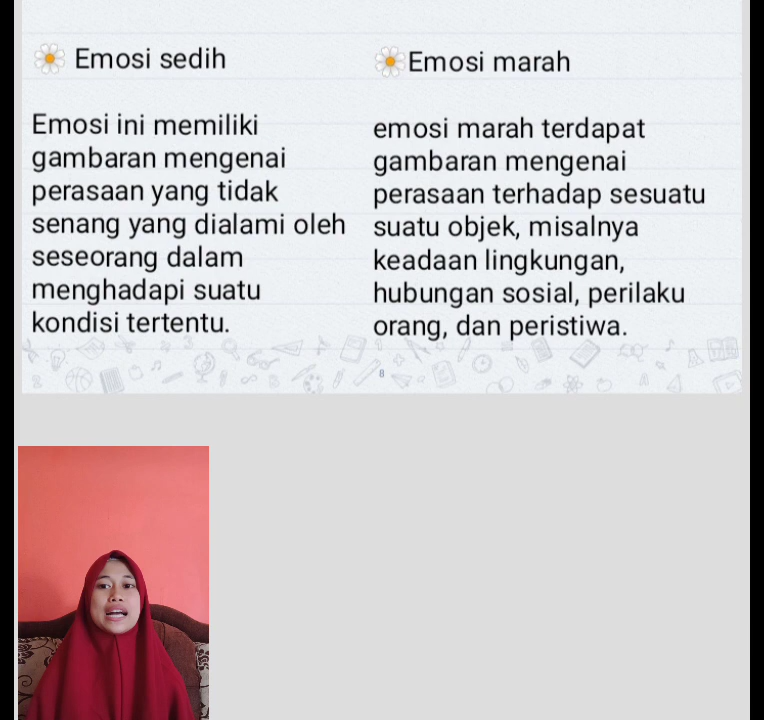 Emosi sedih
Emosi ini memiliki
gambaran mengenai
perasaan yang tidak
senang yang dialami oleh
seseorang dalam
menghadapi suatu
kondisi tertentu.
Emosi marah
emosi marah terdapat
gambaran mengenai
perasaan terhadap sesuatu
suatu objek, misalnya
keadaan lingkungan,
hubungan sosial, perilaku
orang, dan peristiwa.
8